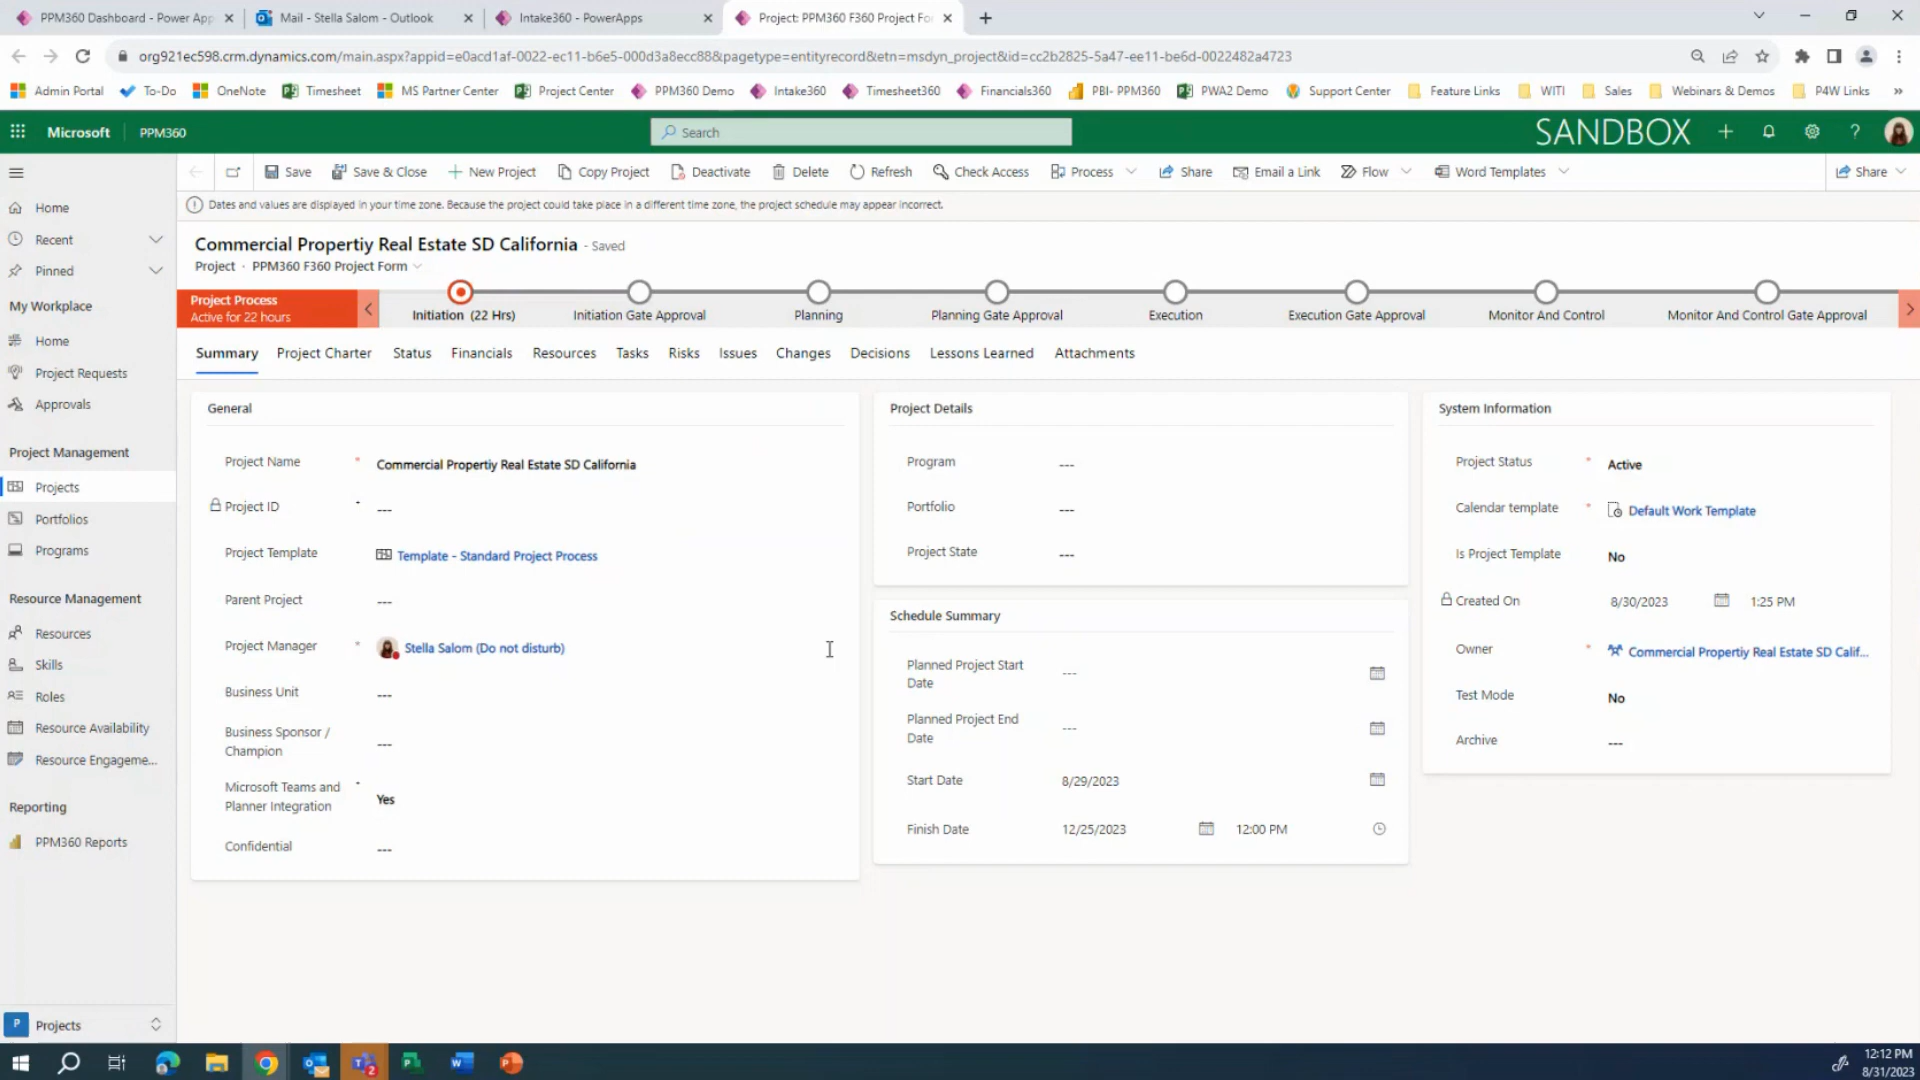 PPM360 Dashboard - Power App
Mail - Stella Salom - Outlook
Intake360 - PowerApps
Project: PPM360 F360 Project For
org921ec598.crm.dynamics.com/main.aspx?appid=e0acd1af-0022-ec11-b6e5-000d3a8ecc88&pagetype=entityrecord&etn=msdyn_project&id=cc2b2825-5a47-ee11-be6d-0022482a4723
Admin Portal To-Do OneNote Timesheet MS Partner Center Project Center PPM360 Demo Intake360 Timesheet360 Financials360 PBI- PPM360 PWA2 Demo Support Center Feature Links WITI Sales Webinars & Demos P4W Links »
Microsoft PPM360 Search SANDBOX
Save Save & Close New Project Copy Project Deactivate Delete Refresh Check Access Process Share Email a Link Flow Word Templates Share
Dates and values are displayed in your time zone. Because the project could take place in a different time zone, the project schedule may appear incorrect.
Home
Recent
Pinned
My Workplace
Home
Project Requests
Approvals
Project Management
Projects
Portfolios
Programs
Resource Management
Resources
Skills
Roles
Resource Availability
Resource Engageme...
Reporting
PPM360 Reports
P Projects
Commercial Propertiy Real Estate SD California - Saved
Project · PPM360 F360 Project Form
Project Process
Active for 22 hours
Initiation (22 Hrs) Initiation Gate Approval Planning Planning Gate Approval Execution Execution Gate Approval Monitor And Control Monitor And Control Gate Approval
Summary Project Charter Status Financials Resources Tasks Risks Issues Changes Decisions Lessons Learned Attachments
General
Project Name * Commercial Propertiy Real Estate SD California
Project ID ---
Project Template Template - Standard Project Process
Parent Project ---
Project Manager * Stella Salom (Do not disturb)
Business Unit ---
Business Sponsor /
Champion ---
Microsoft Teams and
Planner Integration Yes
Confidential ---
Project Details
Program ---
Portfolio ---
Project State ---
Schedule Summary
Planned Project Start
Date ---
Planned Project End
Date ---
Start Date 8/29/2023
Finish Date 12/25/2023 12:00 PM
System Information
Project Status * Active
Calendar template * Default Work Template
Is Project Template No
Created On 8/30/2023 1:25 PM
Owner * Commercial Propertiy Real Estate SD Calif...
Test Mode No
Archive ---
12:12 PM
8/31/2023